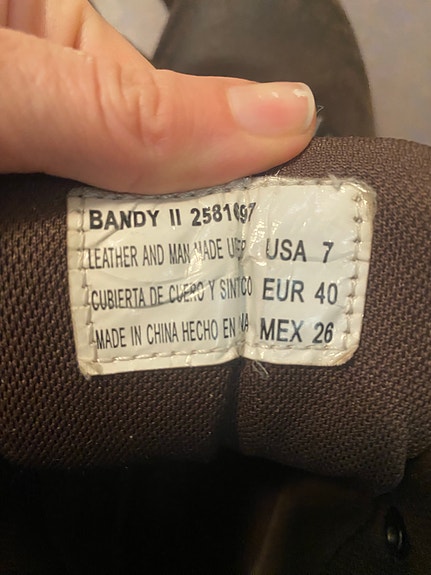 BANDY II
LEATHER AND MAN MADE
USA 7
CUBIERTA DE CUERO Y
EUR 40
MADE IN CHINA HECHO EN
MEX 26